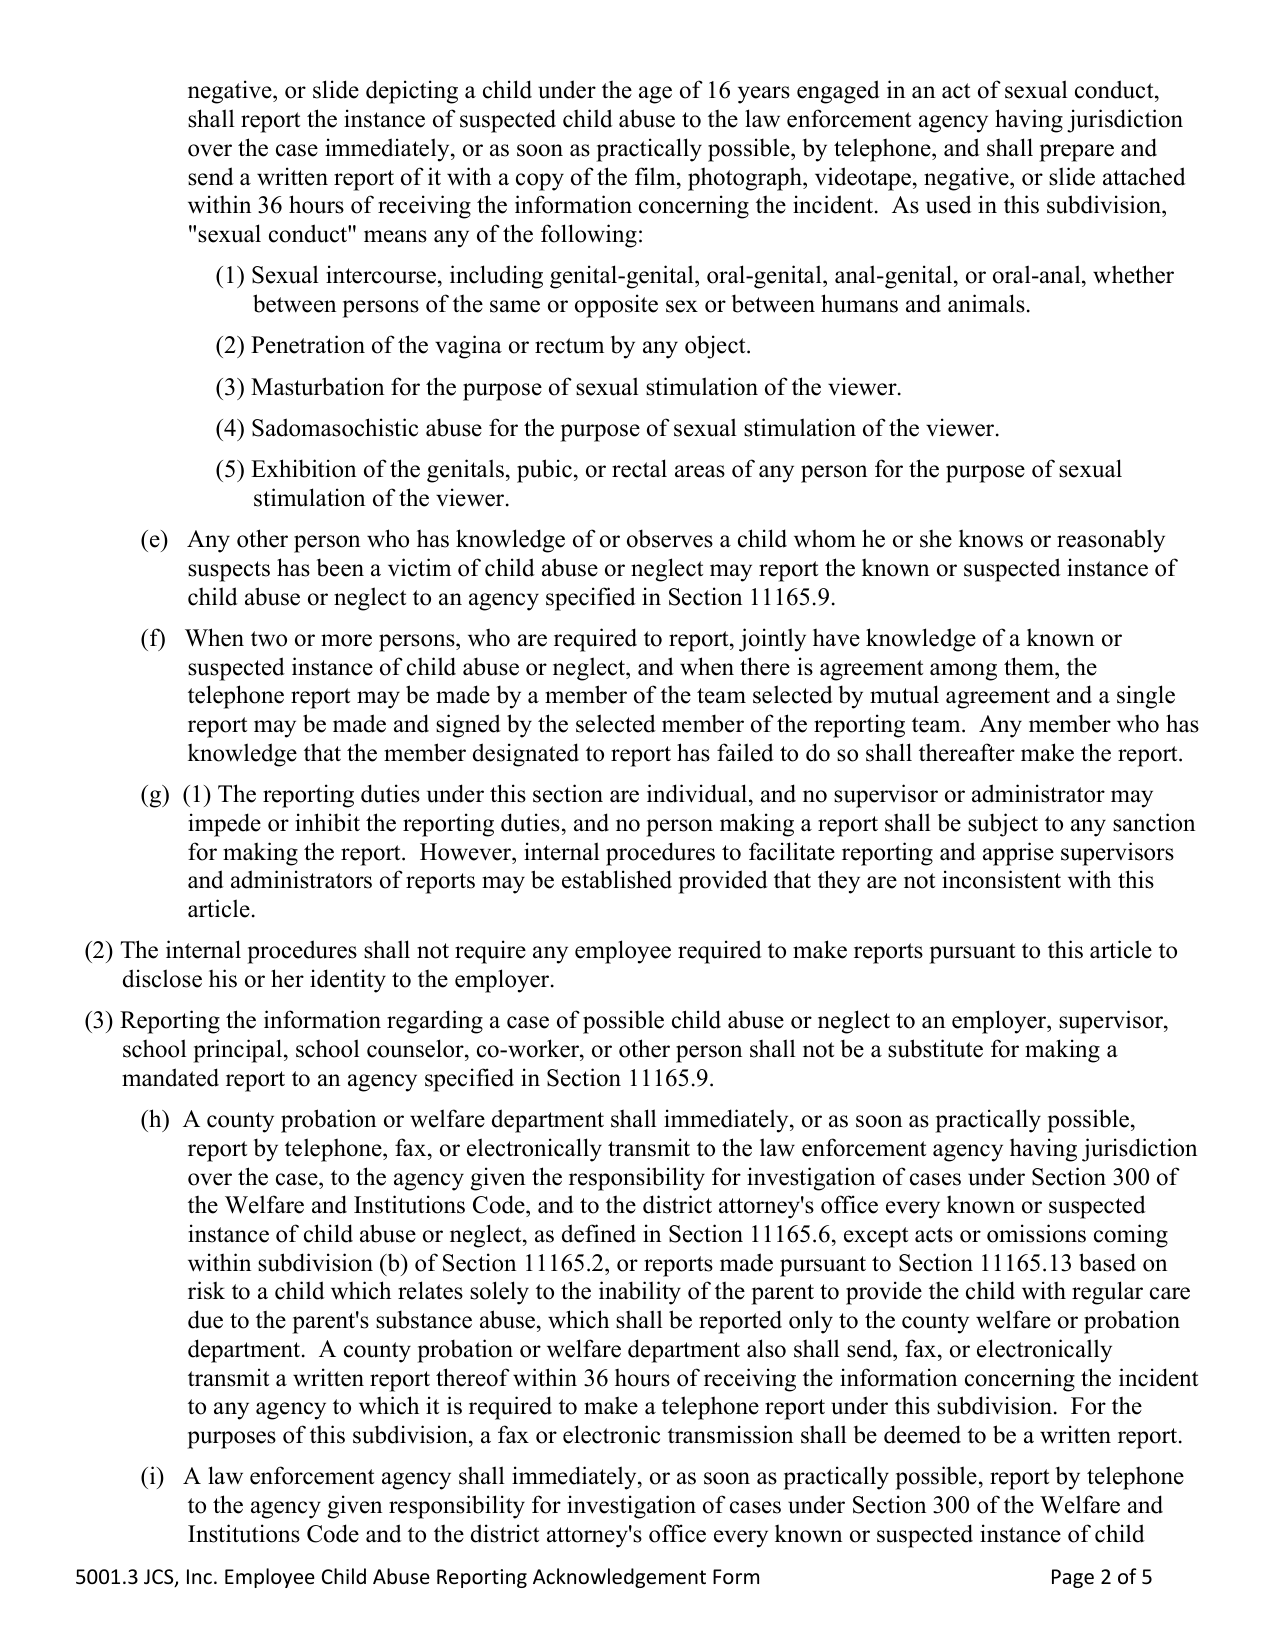 negative, or slide depicting a child under the age of 16 years engaged in an act of sexual conduct,
shall report the instance of suspected child abuse to the law enforcement agency having jurisdiction
over the case immediately, or as soon as practically possible, by telephone, and shall prepare and
send a written report of it with a copy of the film, photograph, videotape, negative, or slide attached
within 36 hours of receiving the information concerning the incident.  As used in this subdivision,
"sexual conduct" means any of the following:
(1) Sexual intercourse, including genital-genital, oral-genital, anal-genital, or oral-anal, whether
between persons of the same or opposite sex or between humans and animals.
(2) Penetration of the vagina or rectum by any object.
(3) Masturbation for the purpose of sexual stimulation of the viewer.
(4) Sadomasochistic abuse for the purpose of sexual stimulation of the viewer.
(5) Exhibition of the genitals, pubic, or rectal areas of any person for the purpose of sexual
stimulation of the viewer.
(e) Any other person who has knowledge of or observes a child whom he or she knows or reasonably
suspects has been a victim of child abuse or neglect may report the known or suspected instance of
child abuse or neglect to an agency specified in Section 11165.9.
(f) When two or more persons, who are required to report, jointly have knowledge of a known or
suspected instance of child abuse or neglect, and when there is agreement among them, the
telephone report may be made by a member of the team selected by mutual agreement and a single
report may be made and signed by the selected member of the reporting team.  Any member who has
knowledge that the member designated to report has failed to do so shall thereafter make the report.
(g) (1) The reporting duties under this section are individual, and no supervisor or administrator may
impede or inhibit the reporting duties, and no person making a report shall be subject to any sanction
for making the report.  However, internal procedures to facilitate reporting and apprise supervisors
and administrators of reports may be established provided that they are not inconsistent with this
article.
(2) The internal procedures shall not require any employee required to make reports pursuant to this article to
disclose his or her identity to the employer.
(3) Reporting the information regarding a case of possible child abuse or neglect to an employer, supervisor,
school principal, school counselor, co-worker, or other person shall not be a substitute for making a
mandated report to an agency specified in Section 11165.9.
(h) A county probation or welfare department shall immediately, or as soon as practically possible,
report by telephone, fax, or electronically transmit to the law enforcement agency having jurisdiction
over the case, to the agency given the responsibility for investigation of cases under Section 300 of
the Welfare and Institutions Code, and to the district attorney's office every known or suspected
instance of child abuse or neglect, as defined in Section 11165.6, except acts or omissions coming
within subdivision (b) of Section 11165.2, or reports made pursuant to Section 11165.13 based on
risk to a child which relates solely to the inability of the parent to provide the child with regular care
due to the parent's substance abuse, which shall be reported only to the county welfare or probation
department.  A county probation or welfare department also shall send, fax, or electronically
transmit a written report thereof within 36 hours of receiving the information concerning the incident
to any agency to which it is required to make a telephone report under this subdivision.  For the
purposes of this subdivision, a fax or electronic transmission shall be deemed to be a written report.
(i) A law enforcement agency shall immediately, or as soon as practically possible, report by telephone
to the agency given responsibility for investigation of cases under Section 300 of the Welfare and
Institutions Code and to the district attorney's office every known or suspected instance of child
5001.3 JCS, Inc. Employee Child Abuse Reporting Acknowledgement Form Page 2 of 5